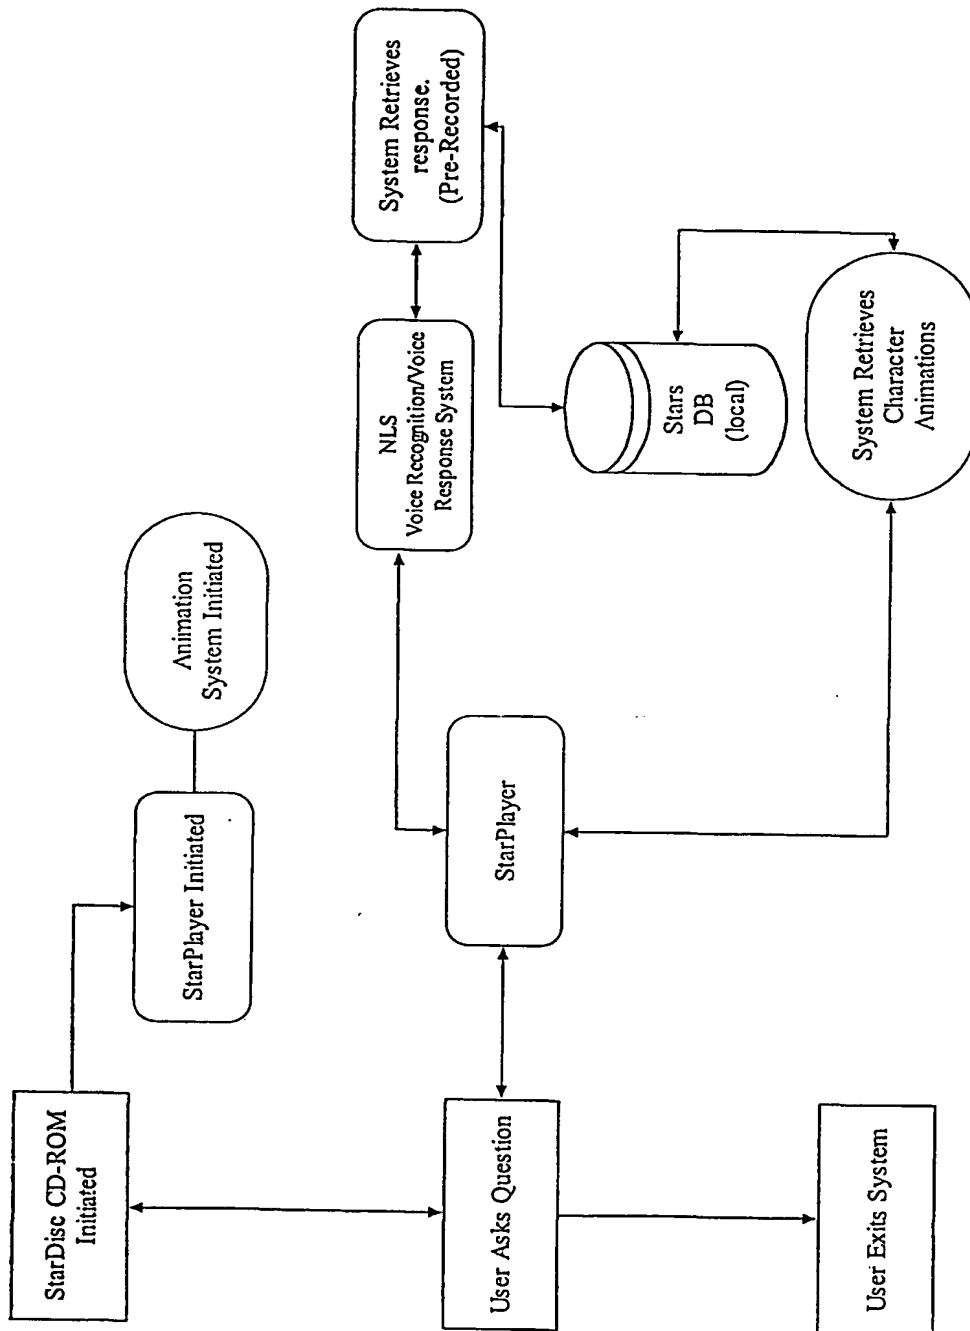 StarDisc CD-ROM
Initiated
StarPlayer Initiated
Animation
System Initiated
User Asks Question
StarPlayer
NLS
Voice Recognition/Voice
Response System
System Retrieves
response.
(Pre-Recorded)
Stars
DB
(local)
System Retrieves
Character
Animations
User Exits System